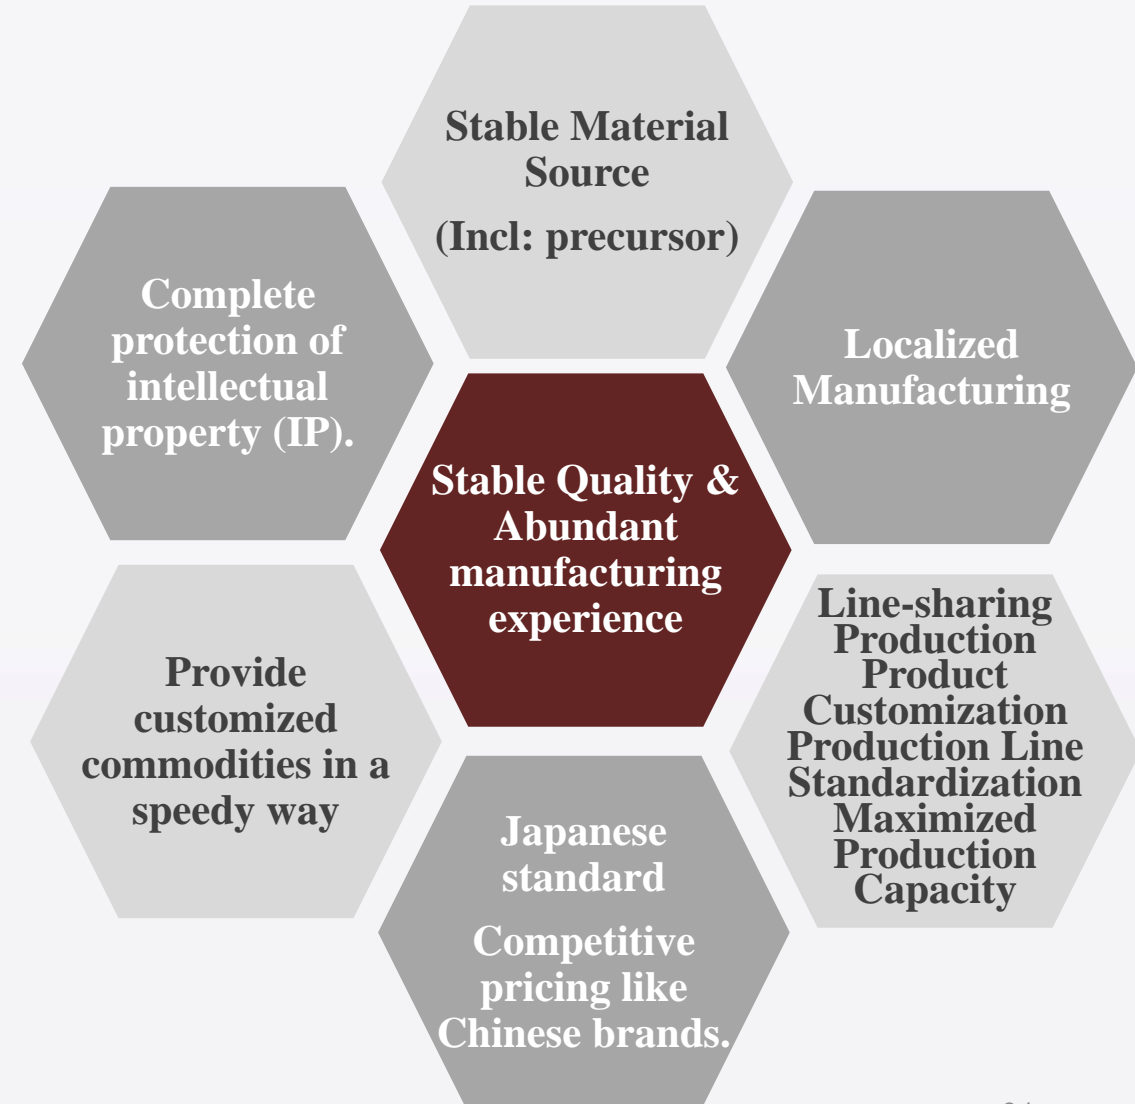 Stable Material
Source
(Incl: precursor)
Complete
protection of
intellectual
property (IP).
Localized
Manufacturing
Stable Quality &
Abundant
manufacturing
experience
Provide
customized
commodities in a
speedy way
Line-sharing
Production
Product
Customization
Production Line
Standardization
Maximized
Production
Capacity
Japanese
standard
Competitive
pricing like
Chinese brands.